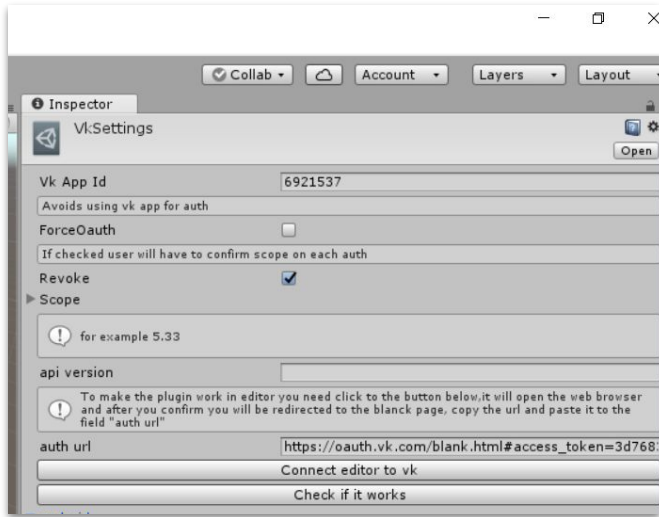 Collab Account Layers Layout
Inspector
VkSettings
Open
Vk App Id 6921537
Avoids using vk app for auth
ForceOauth
If checked user will have to confirm scope on each auth
Revoke
Scope
for example 5.33
api version
To make the plugin work in editor you need click to the button below,it will open the web browser
and after you confirm you will be redirected to the blanck page, copy the url and paste it to the
field "auth url"
auth url https://oauth.vk.com/blank.html#access_token=3d768
Connect editor to vk
Check if it works